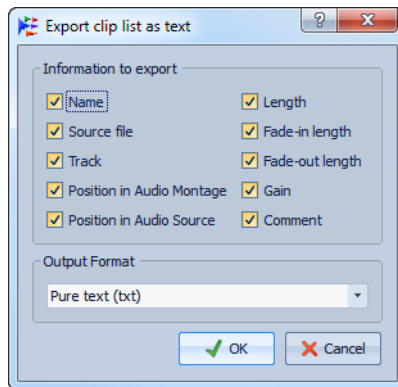 Export clip list as text
Information to export
Name
Length
Source file
Fade-in length
Track
Fade-out length
Position in Audio Montage
Gain
Position in Audio Source
Comment
Output Format
Pure text (txt)
OK
Cancel